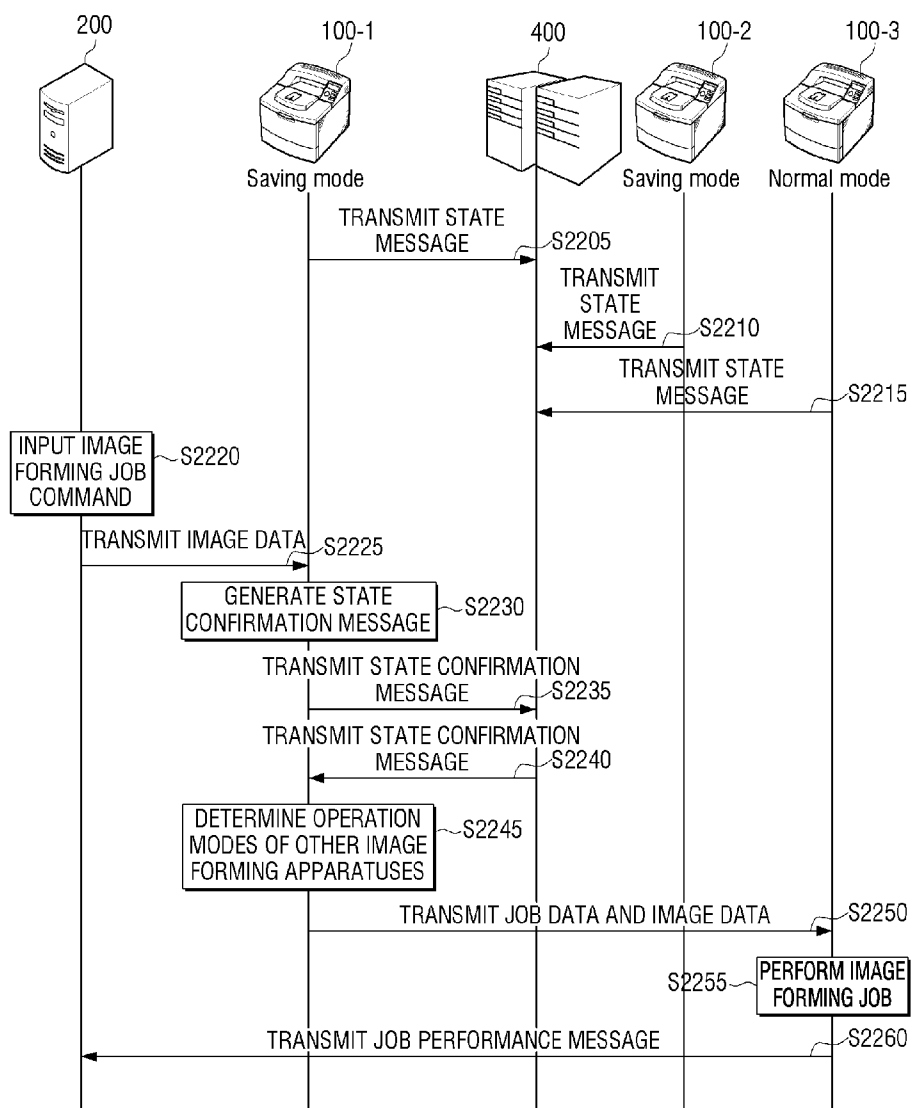 200
100-1
400
100-2
100-3
Saving mode
Saving mode
Normal mode
TRANSMIT STATE
MESSAGE
S2205
TRANSMIT
STATE
MESSAGE
S2210
TRANSMIT STATE
MESSAGE
S2215
INPUT IMAGE
FORMING JOB
COMMAND
S2220
TRANSMIT IMAGE DATA
S2225
GENERATE STATE
CONFIRMATION MESSAGE
S2230
TRANSMIT STATE CONFIRMATION
MESSAGE
S2235
TRANSMIT STATE CONFIRMATION
MESSAGE
S2240
DETERMINE OPERATION
MODES OF OTHER IMAGE
FORMING APPARATUSES
S2245
TRANSMIT JOB DATA AND IMAGE DATA
S2250
S2255
PERFORM IMAGE
FORMING JOB
TRANSMIT JOB PERFORMANCE MESSAGE
S2260